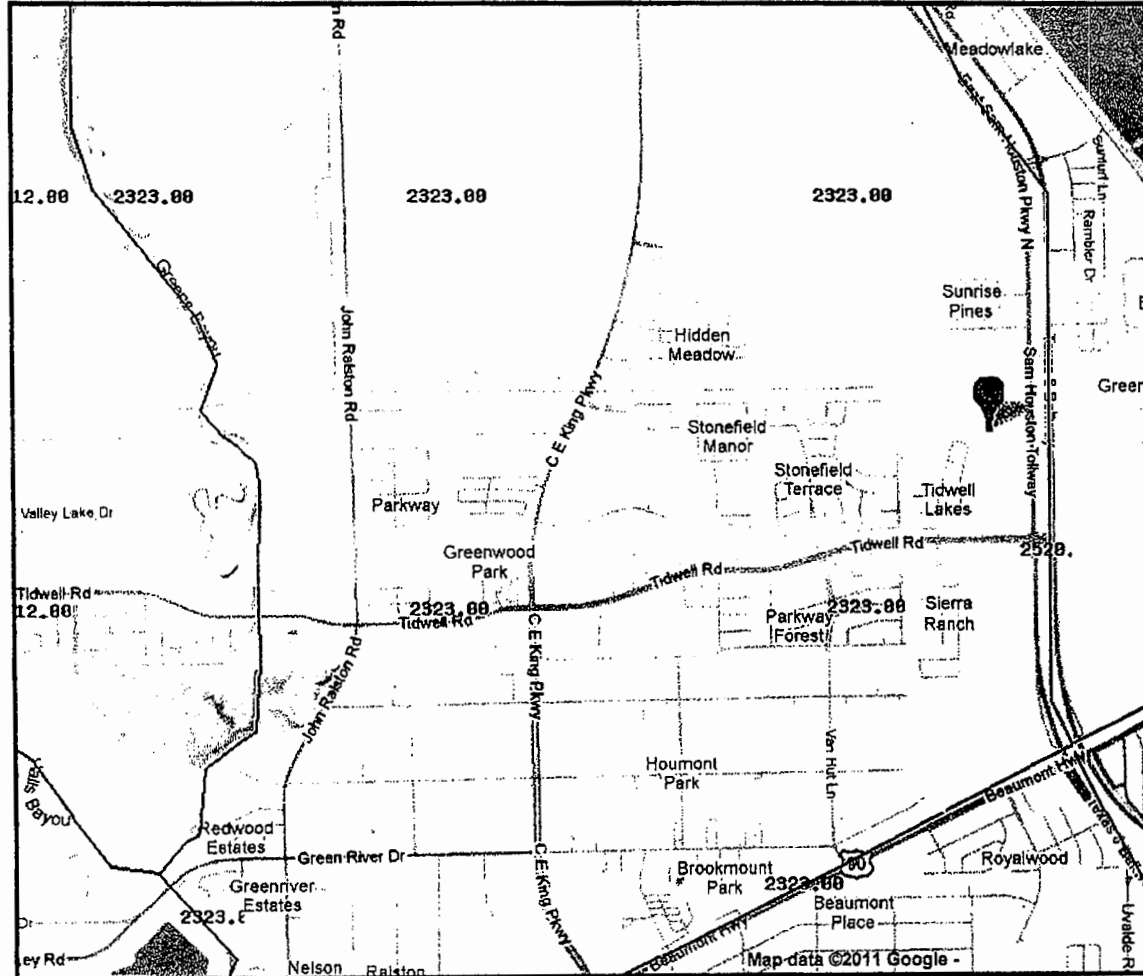 n Rd
Rd
Meadowlake
East Sam Houston Pkwy N
Sunturf Ln
Rambler Dr
12.00
2323.00
2323.00
2323.00
Greens Bayou
John Ralston Rd
Sunrise
Pines
Hidden
Meadow
Sam Houston Tollway
Green
C E King Pkwy
Stonefield
Manor
Stonefield
Terrace
Tidwell
Lakes
Parkway
Valley Lake Dr
Greenwood
Park
Tidwell Rd
Tidwell Rd
2520.
Tidwell Rd
12.00
2323.00
Tidwell Rd
2323.00
Parkway
Forest
Sierra
Ranch
C E King Pkwy
John Ralston Rd
Van Hut Ln
Houmont
Park
Beaumont Hwy
Bayou
Redwood
Estates
Green River Dr
C E King Pkwy
90
Royalwood
Brookmount
Park
Greenriver
Estates
2323.00
Beaumont
Place
2323.
Dr
Uvalde R
ley Rd
Beaumont Hwy
Nelson
Ralston
Map data ©2011 Google -